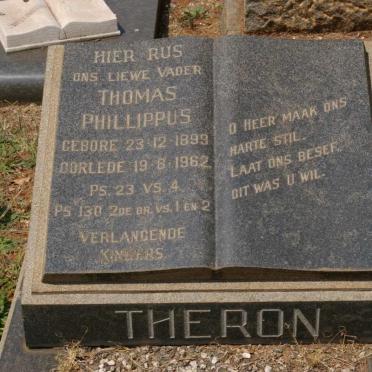 HIER RUS
ONS LIEWE VADER
THOMAS
PHILLIPPUS
GEBORE 23-12-1899
OORLEDE 19-8-1962
PS. 23 VS. 4.
PS 130 2DE BR. VS. 1 EN 2
VERLANGENDE
KINDERS
O HEER MAAK ONS
HARTE STIL.
LAAT ONS BESEF,
DIT WAS U WIL.
THERON